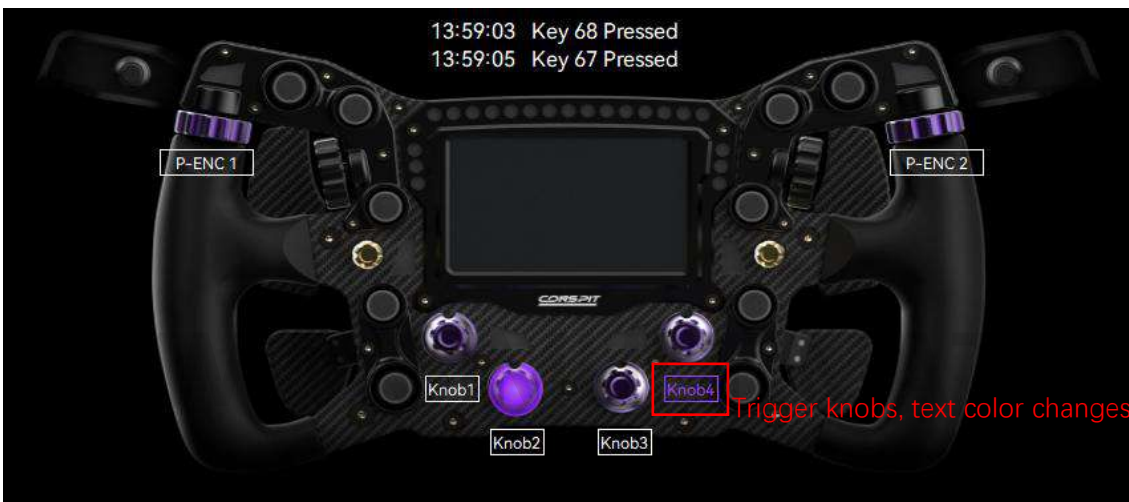 13:59:03 Key 68 Pressed
13:59:05 Key 67 Pressed
P-ENC 1
P-ENC 2
CORSPIT
Knob1
Knob4
Trigger knobs, text color changes
Knob2
Knob3